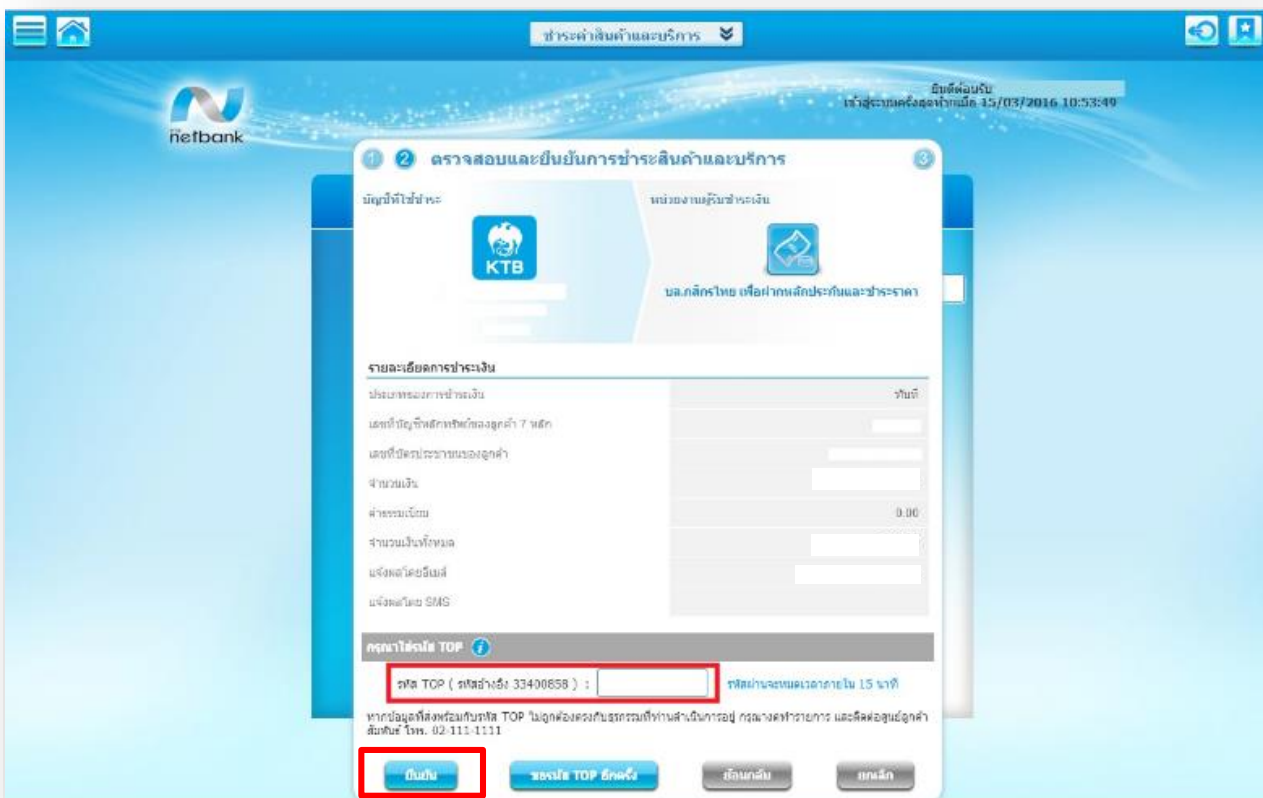 ชำระค่าสินค้าและบริการ
ยินดีต้อนรับ
เข้าสู่ระบบครั้งสุดท้ายเมื่อ 15/03/2016 10:53:49
netbank
1 2 ตรวจสอบและยืนยันการชำระสินค้าและบริการ 3
บัญชีที่ใช้ชำระ
หน่วยงานผู้รับชำระเงิน
KTB
บล.กสิกรไทย เพื่อฝากหลักประกันและชำระราคา
รายละเอียดการชำระเงิน
ประเภทของการชำระเงิน ทันที
เลขที่บัญชีหลักทรัพย์ของลูกค้า 7 หลัก
เลขที่บัตรประชาชนของลูกค้า
จำนวนเงิน
ค่าธรรมเนียม 0.00
จำนวนเงินทั้งหมด
แจ้งผลโดยอีเมล์
แจ้งผลโดย SMS
กรุณาใส่รหัส TOP
รหัส TOP ( รหัสอ้างอิง 33400858 ) : รหัสผ่านจะหมดเวลาภายใน 15 นาที
หากข้อมูลที่ส่งพร้อมกับรหัส TOP ไม่ถูกต้องตรงกับธุรกรรมที่ท่านดำเนินการอยู่ กรุณางดทำรายการ และติดต่อศูนย์ลูกค้า
สัมพันธ์ โทร. 02-111-1111
ยืนยัน ขอรหัส TOP อีกครั้ง ย้อนกลับ ยกเลิก